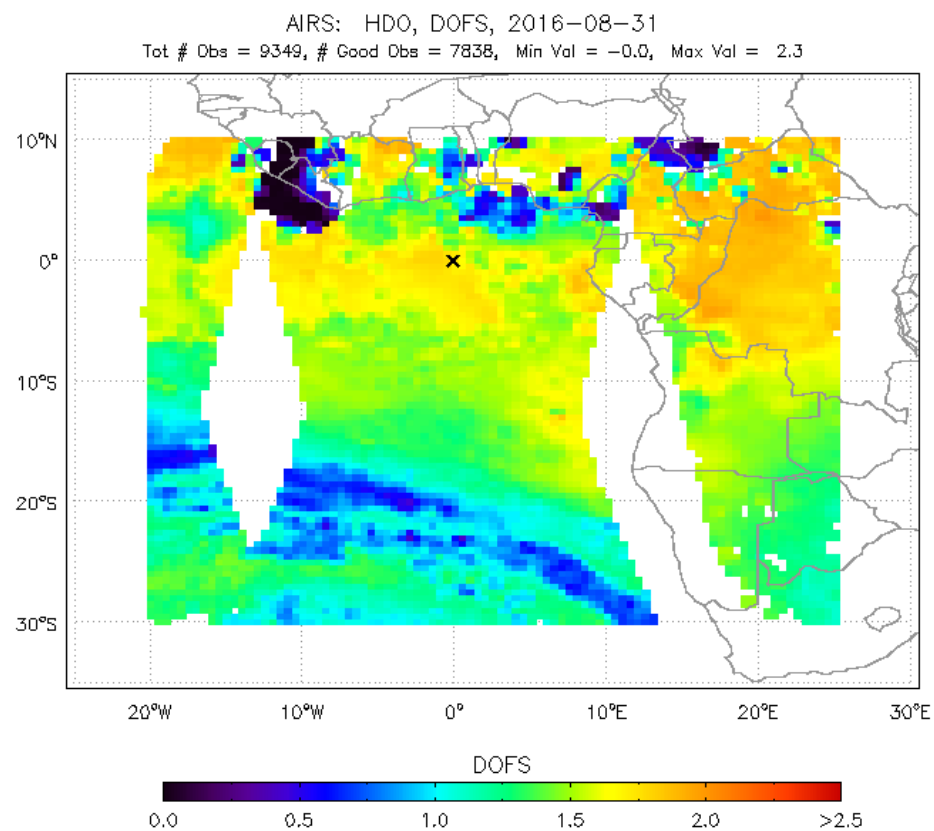 AIRS:  HDO, DOFS, 2016-08-31
Tot # Obs = 9349, # Good Obs = 7838,  Min Val = -0.0,  Max Val =  2.3
10°N
0°
10°S
20°S
30°S
20°W 10°W 0° 10°E 20°E 30°E
DOFS
0.0 0.5 1.0 1.5 2.0 >2.5